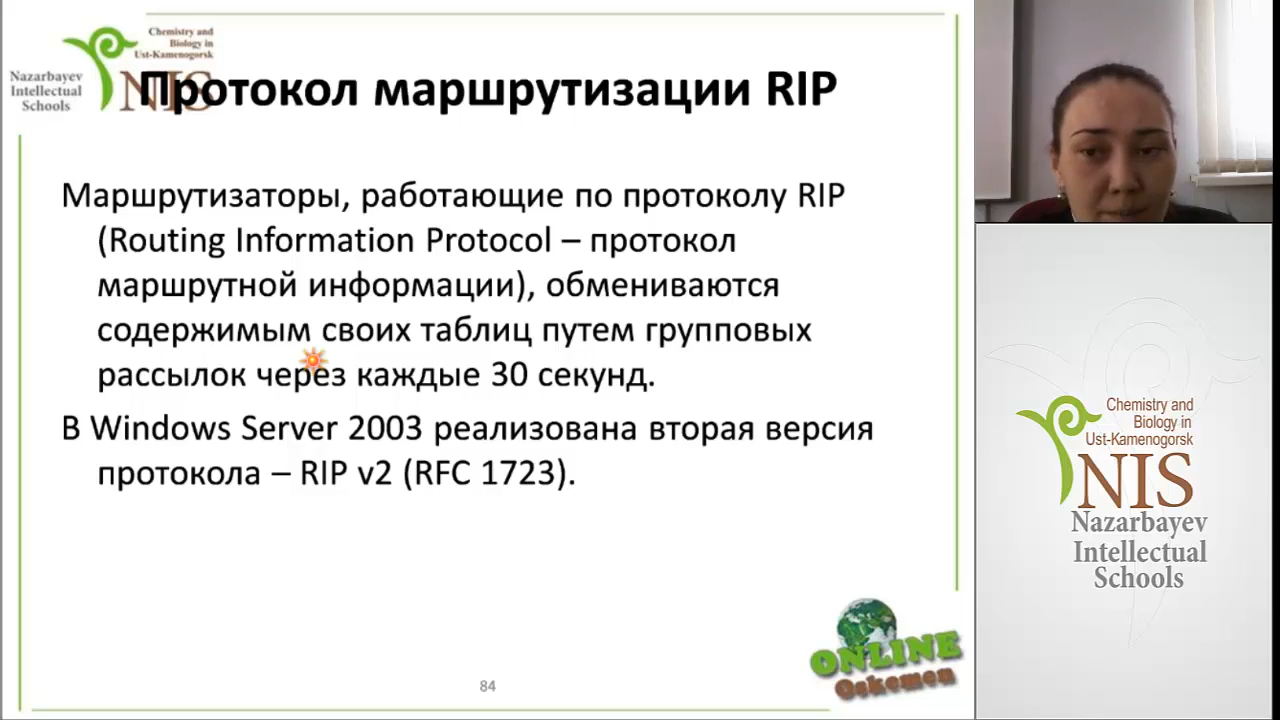 Chemistry and
Biology in
Ust-Kamenogorsk
Nazarbayev
Intellectual
Schools
NIS
Протокол маршрутизации RIP
Маршрутизаторы, работающие по протоколу RIP
(Routing Information Protocol – протокол
маршрутной информации), обмениваются
содержимым своих таблиц путем групповых
рассылок через каждые 30 секунд.
В Windows Server 2003 реализована вторая версия
протокола – RIP v2 (RFC 1723).
84
ONLINE
Oskemen
Chemistry and
Biology in
Ust-Kamenogorsk
NIS
Nazarbayev
Intellectual
Schools